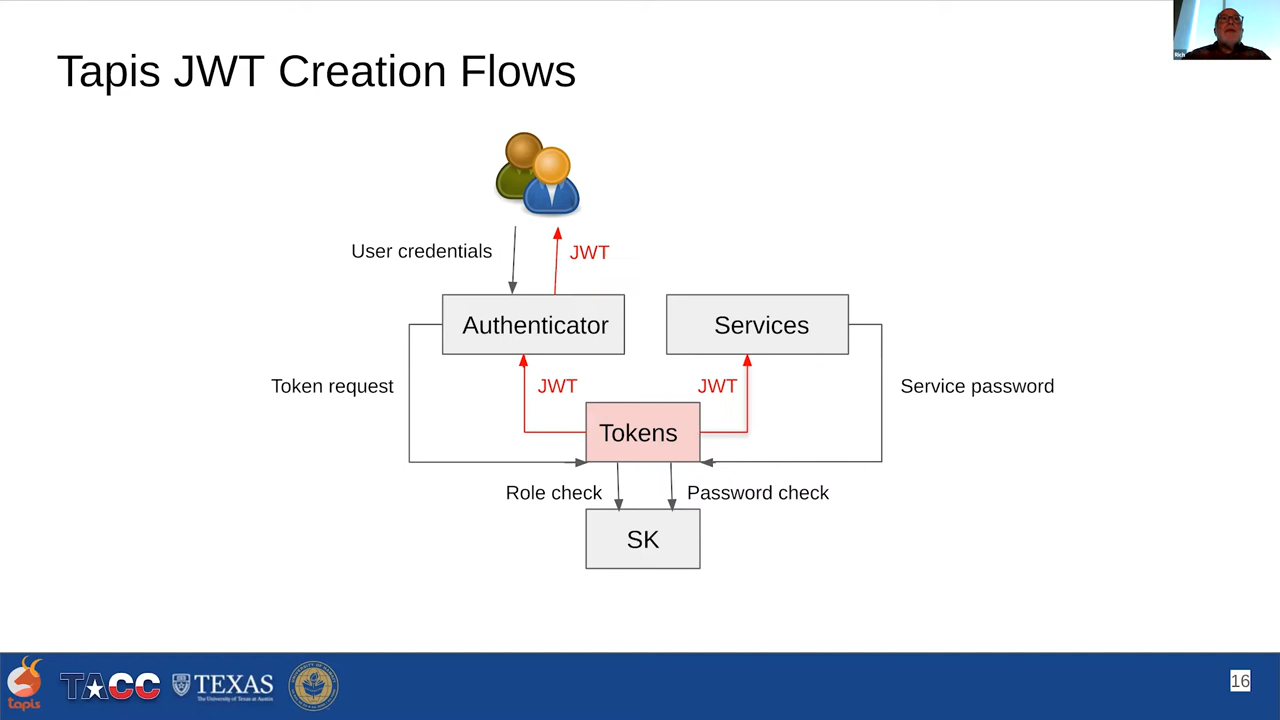 Rich
Tapis JWT Creation Flows
User credentials
JWT
Authenticator
Services
Token request
JWT
JWT
Service password
Tokens
Role check
Password check
SK
tapis
TACC
TEXAS
The University of Texas at Austin
16